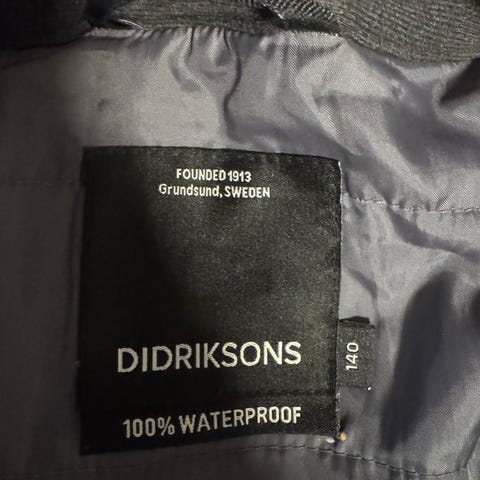 FOUNDED 1913
Grundsund, SWEDEN
DIDRIKSONS
140
100% WATERPROOF